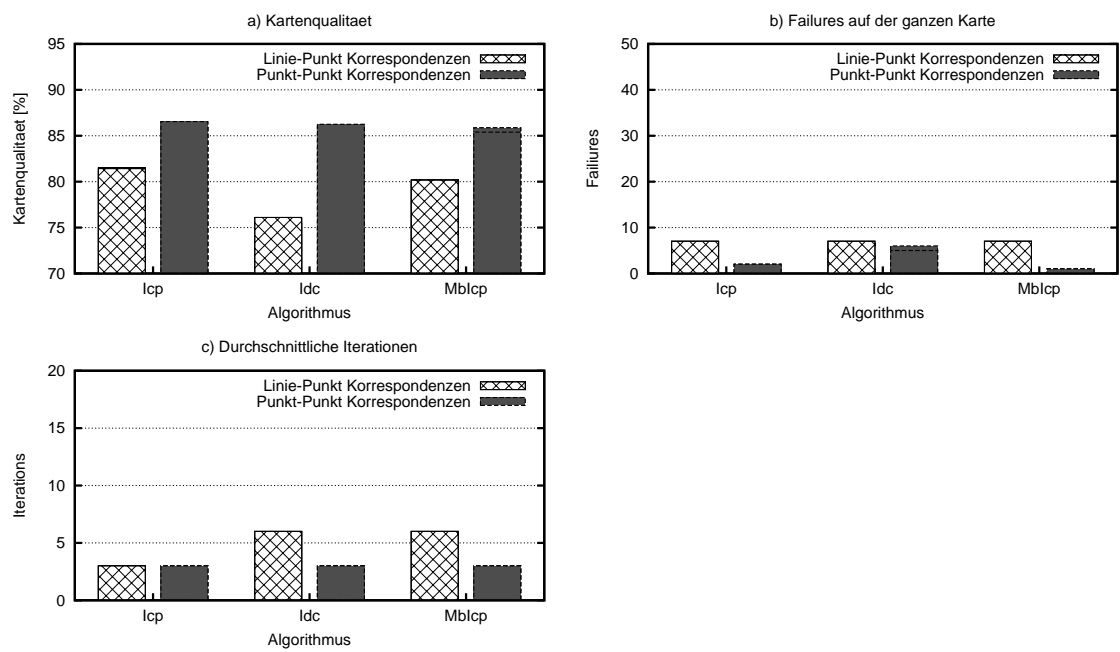 a) Kartenqualitaet
95
90
85
80
75
70
Kartenqualitaet [%]
Linie-Punkt Korrespondenzen
Punkt-Punkt Korrespondenzen
Icp
Idc
MbIcp
Algorithmus
b) Failures auf der ganzen Karte
50
40
30
20
10
0
Failiures
Linie-Punkt Korrespondenzen
Punkt-Punkt Korrespondenzen
Icp
Idc
MbIcp
Algorithmus
c) Durchschnittliche Iterationen
20
15
10
5
0
Iterations
Linie-Punkt Korrespondenzen
Punkt-Punkt Korrespondenzen
Icp
Idc
MbIcp
Algorithmus